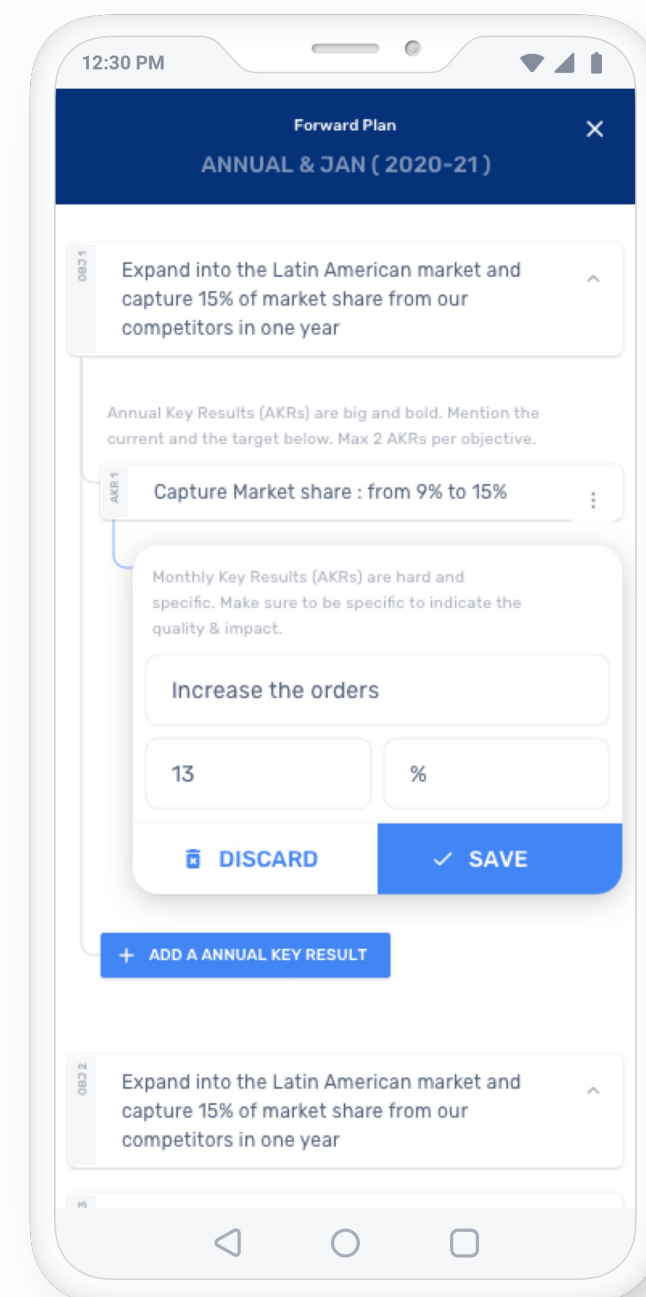 12:30 PM
Forward Plan
ANNUAL & JAN ( 2020-21 )
OBJ 1
Expand into the Latin American market and
capture 15% of market share from our
competitors in one year
Annual Key Results (AKRs) are big and bold. Mention the
current and the target below. Max 2 AKRs per objective.
AKR 1
Capture Market share : from 9% to 15%
Monthly Key Results (AKRs) are hard and
specific. Make sure to be specific to indicate the
quality & impact.
Increase the orders
13
%
DISCARD
SAVE
+ ADD A ANNUAL KEY RESULT
OBJ 2
Expand into the Latin American market and
capture 15% of market share from our
competitors in one year
3